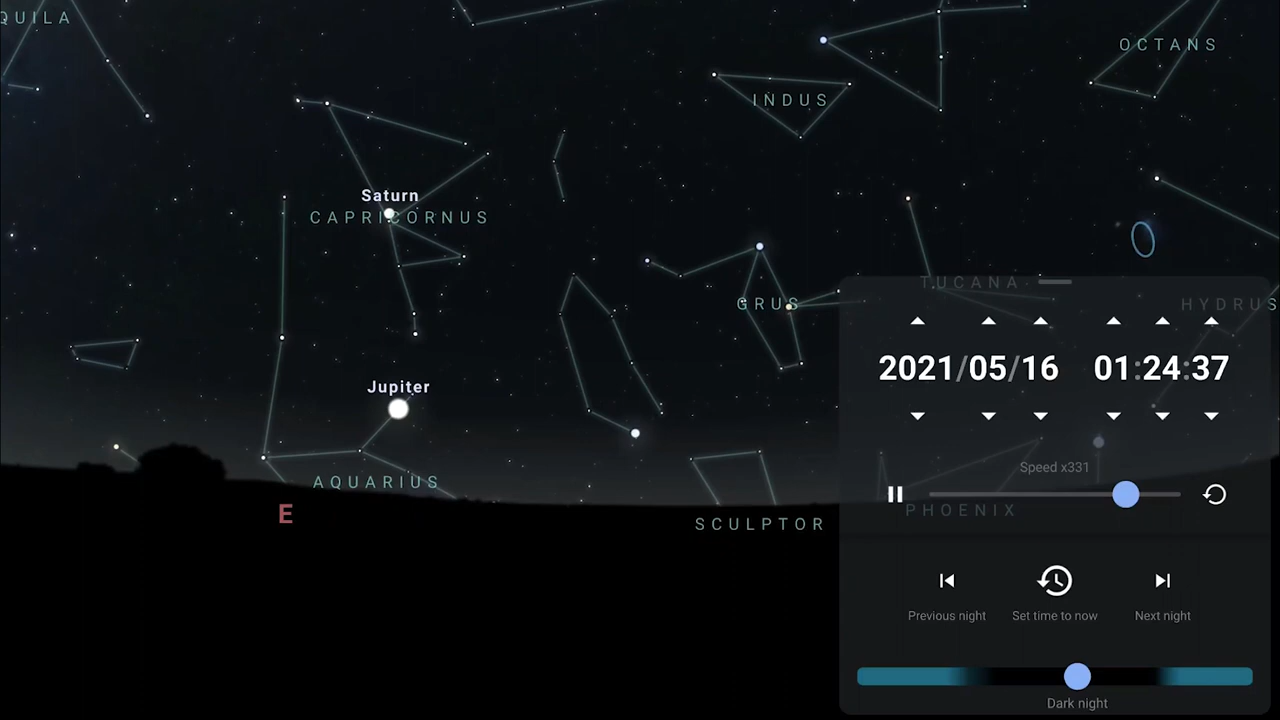 QUILA
OCTANS
INDUS
Saturn
CAPRICORNUS
TUCANA
GRUS
HYDRUS
2021/05/16 01:24:37
Jupiter
Speed x331
AQUARIUS
PHOENIX
E
SCULPTOR
Previous night
Set time to now
Next night
Dark night